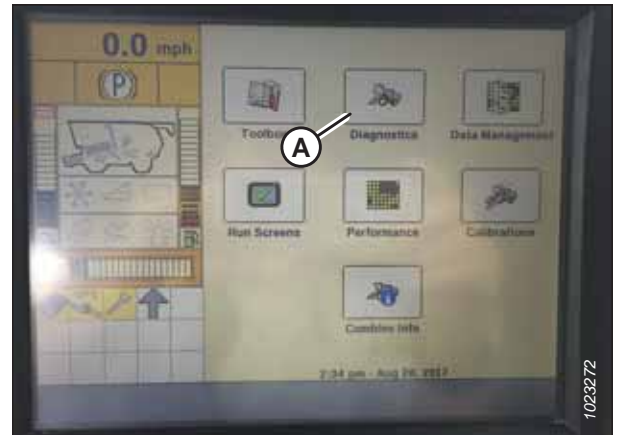 0.0 mph
(P)
Toolbox
Diagnostics
Data Management
A
Run Screens
Performance
Calibrations
Combine Info
2:34 pm - Aug 24, 2017
1023272